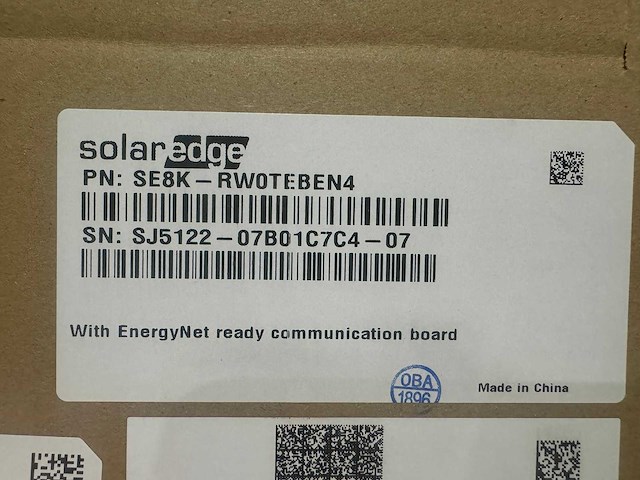 solaredge
PN: SE8K-RW0TEBEN4
SN: SJ5122-07B01C7C4-07
With EnergyNet ready communication board
OBA
1896
Made in China